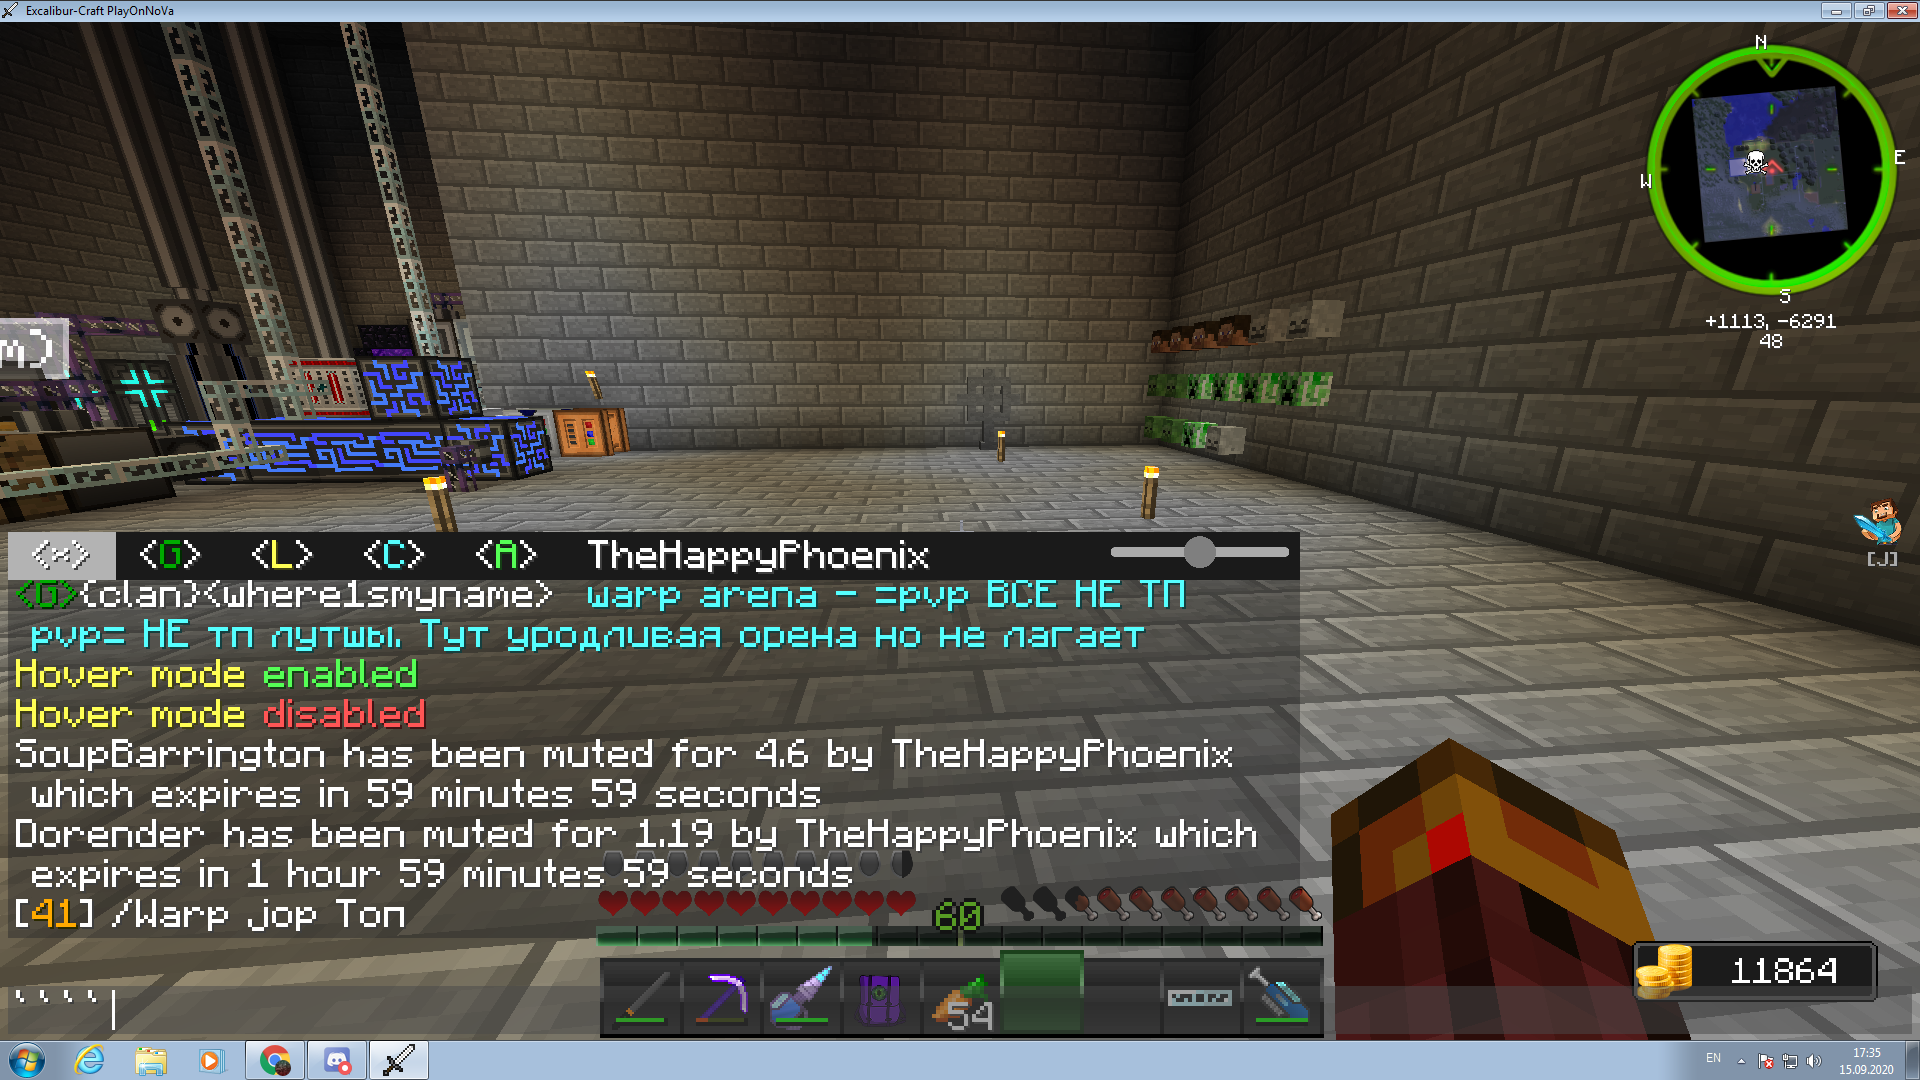 Excalibur-Craft PlayOnNoVa
N
E
W
S
+1113, -6291
48
m)
[J]
<*> <G> <L> <C> <A> TheHappyPhoenix
<G>{clan}<where1smyname> warp arena - =pvp ВСЕ НЕ ТП
pvp= НЕ тп лутшы. Тут уродливая орена но не лагает
Hover mode enabled
Hover mode disabled
SoupBarrington has been muted for 4.6 by TheHappyPhoenix
which expires in 59 minutes 59 seconds
Dorender has been muted for 1.19 by TheHappyPhoenix which
expires in 1 hour 59 minutes 59 seconds
[41] /Warp jop Топ
60
11864
54
````
EN
17:35
15.09.2020